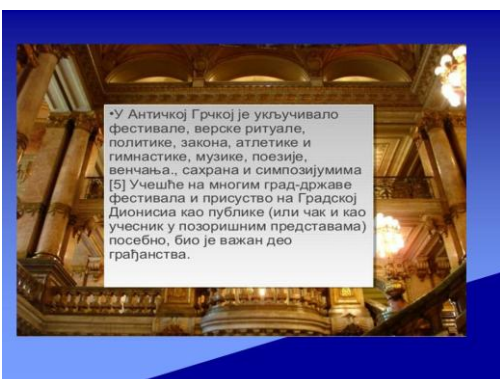 •У Античкој Грчкој је укључивало
фестивале, верске ритуале,
политике, закона, атлетике и
гимнастике, музике, поезије,
венчања., сахрана и симпозијумима
[5] Учешће на многим град-државе
фестивала и присуство на Градској
Дионисиа као публике (или чак и као
учесник у позоришним представама)
посебно, био је важан део
грађанства.